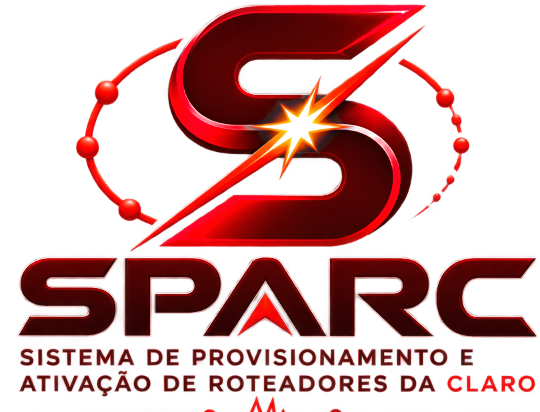 S
SPARC
SISTEMA DE PROVISIONAMENTO E
ATIVAÇÃO DE ROTEADORES DA CLARO